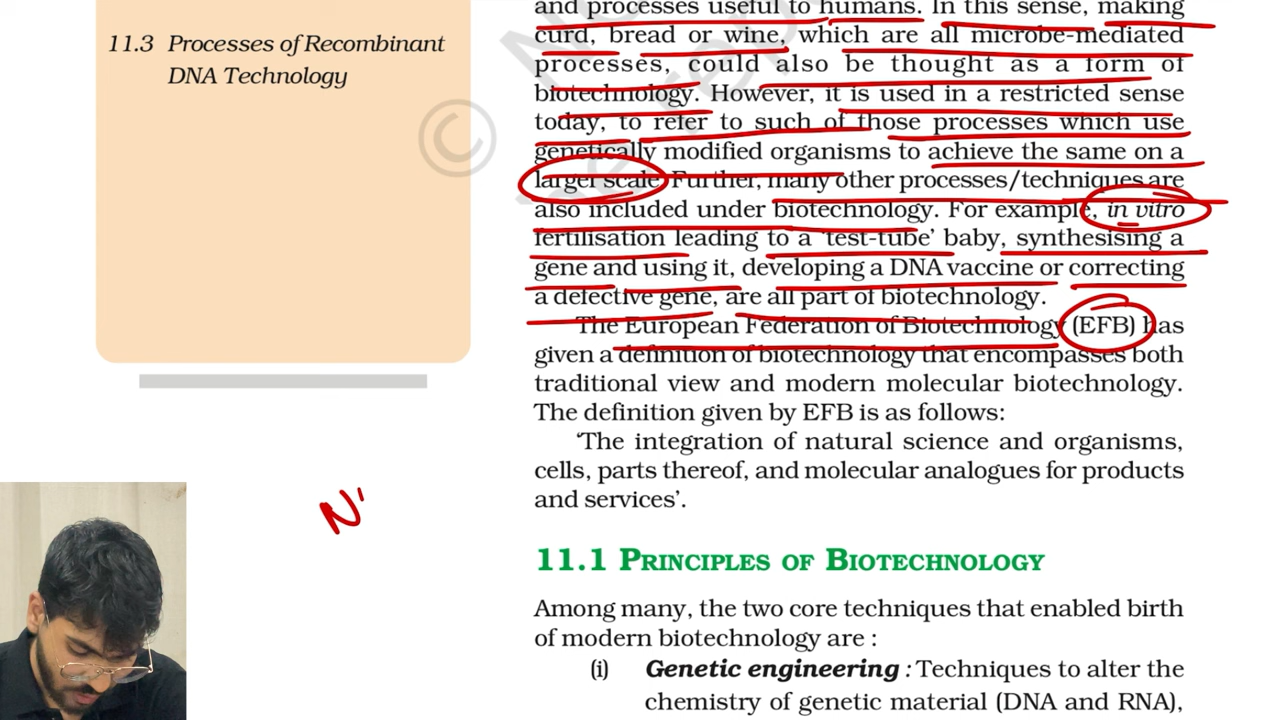 11.3 Processes of Recombinant
DNA Technology
and processes useful to humans. In this sense, making
curd, bread or wine, which are all microbe-mediated
processes, could also be thought as a form of
biotechnology. However, it is used in a restricted sense
today, to refer to such of those processes which use
genetically modified organisms to achieve the same on a
larger scale. Further, many other processes/techniques are
also included under biotechnology. For example, in vitro
fertilisation leading to a 'test-tube' baby, synthesising a
gene and using it, developing a DNA vaccine or correcting
a defective gene, are all part of biotechnology.
The European Federation of Biotechnology (EFB) has
given a definition of biotechnology that encompasses both
traditional view and modern molecular biotechnology.
The definition given by EFB is as follows:
'The integration of natural science and organisms,
cells, parts thereof, and molecular analogues for products
and services'.
11.1 PRINCIPLES OF BIOTECHNOLOGY
Among many, the two core techniques that enabled birth
of modern biotechnology are :
(i) Genetic engineering : Techniques to alter the
chemistry of genetic material (DNA and RNA),